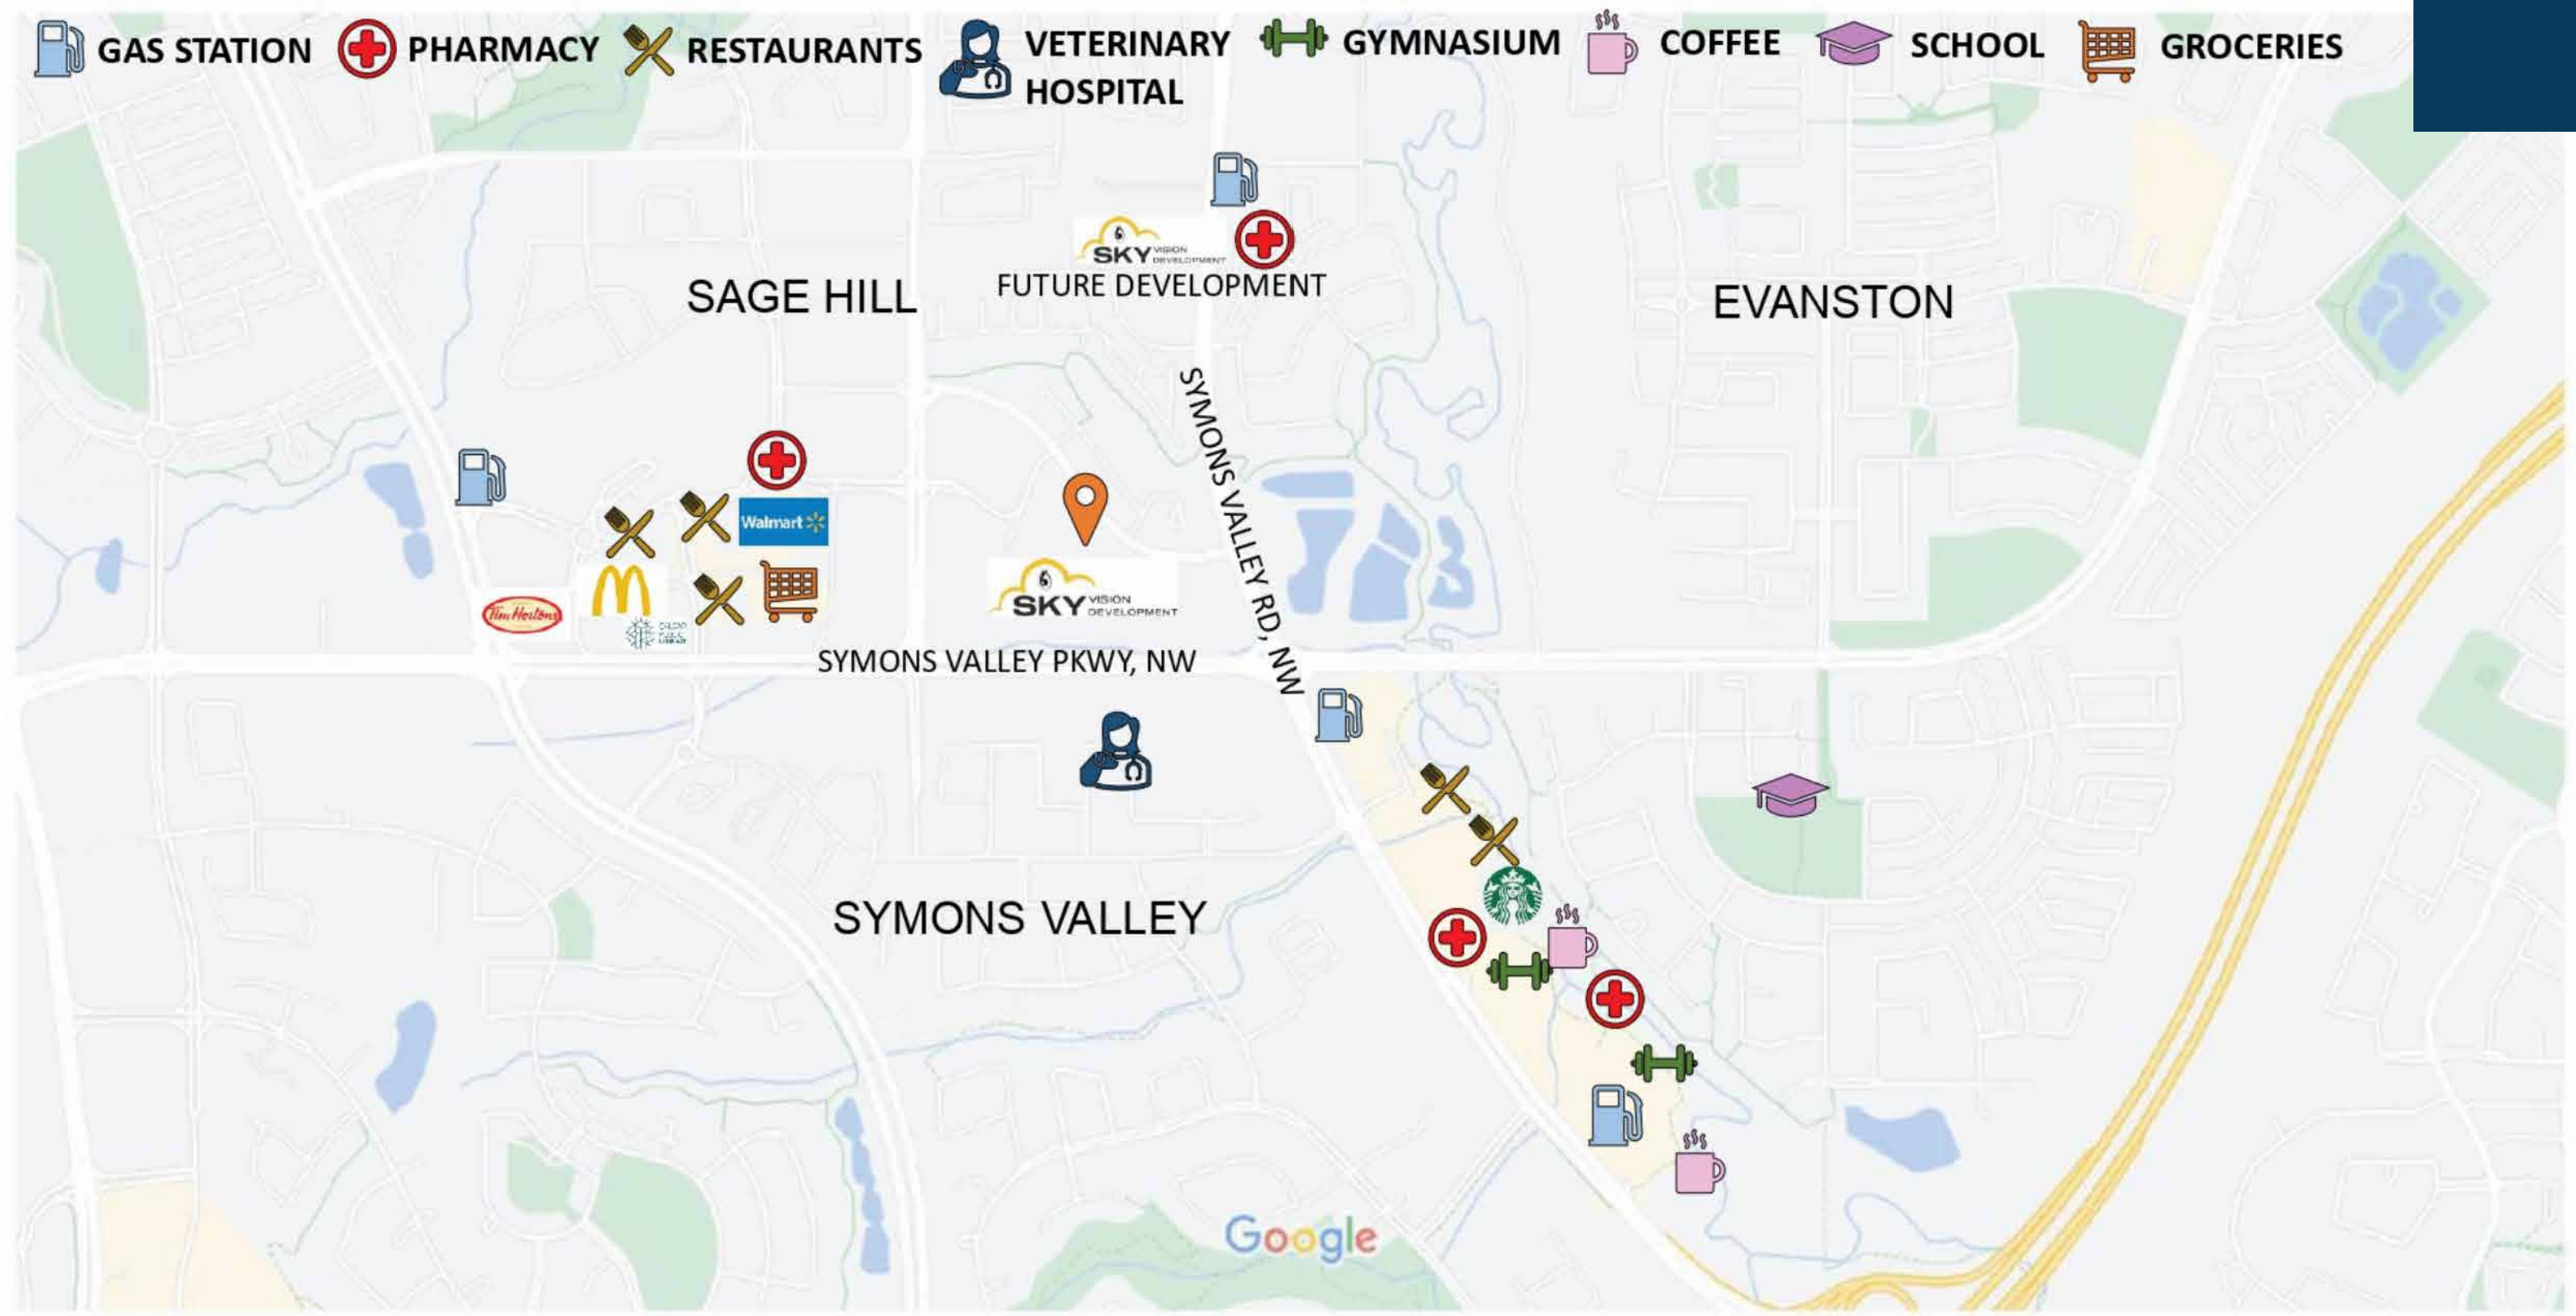 GAS STATION
PHARMACY
RESTAURANTS
VETERINARY
HOSPITAL
GYMNASIUM
COFFEE
SCHOOL
GROCERIES
SKY VISION
DEVELOPMENT
FUTURE DEVELOPMENT
SAGE HILL
EVANSTON
SYMONS VALLEY RD, NW
Walmart
Tim Hortons
SKY VISION
DEVELOPMENT
LIBRARY
SYMONS VALLEY PKWY, NW
SYMONS VALLEY
Google